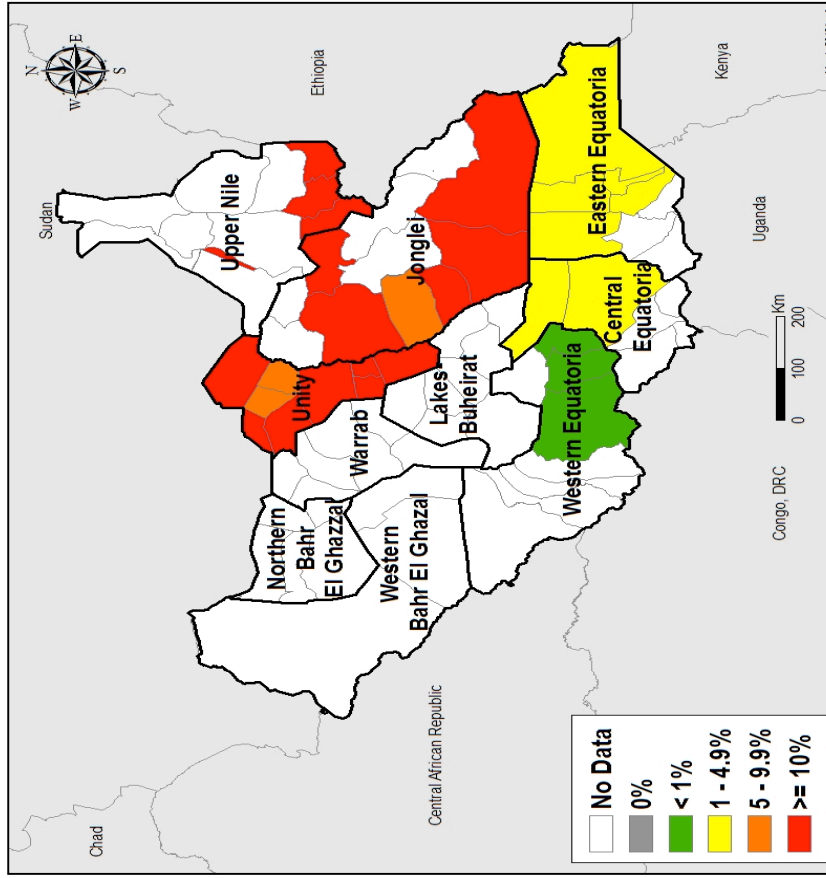 N
W E
S
Sudan
Ethiopia
Chad
Upper Nile
Unity
Jonglei
Northern
Bahr
El Ghazzal
Warrab
Western
Bahr El Ghazal
Lakes
Buheirat
Central African Republic
Western Equatoria
Central
Equatoria
Eastern Equatoria
Kenya
Uganda
Congo, DRC
0 100 200
Km
No Data
0%
< 1%
1 - 4.9%
5 - 9.9%
>= 10%